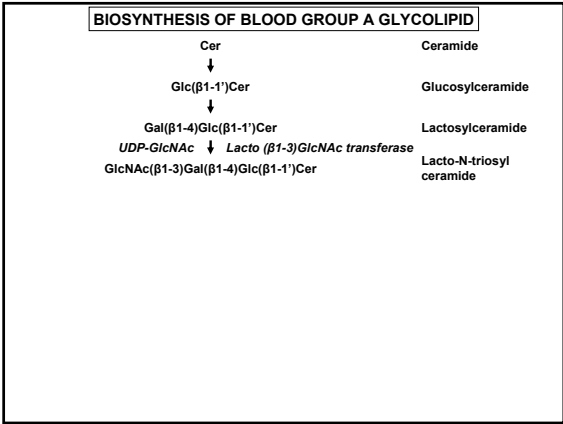 BIOSYNTHESIS OF BLOOD GROUP A GLYCOLIPID
Cer Ceramide
Glc(β1-1’)Cer Glucosylceramide
Gal(β1-4)Glc(β1-1’)Cer Lactosylceramide
UDP-GlcNAc Lacto (β1-3)GlcNAc transferase
GlcNAc(β1-3)Gal(β1-4)Glc(β1-1’)Cer Lacto-N-triosyl
ceramide